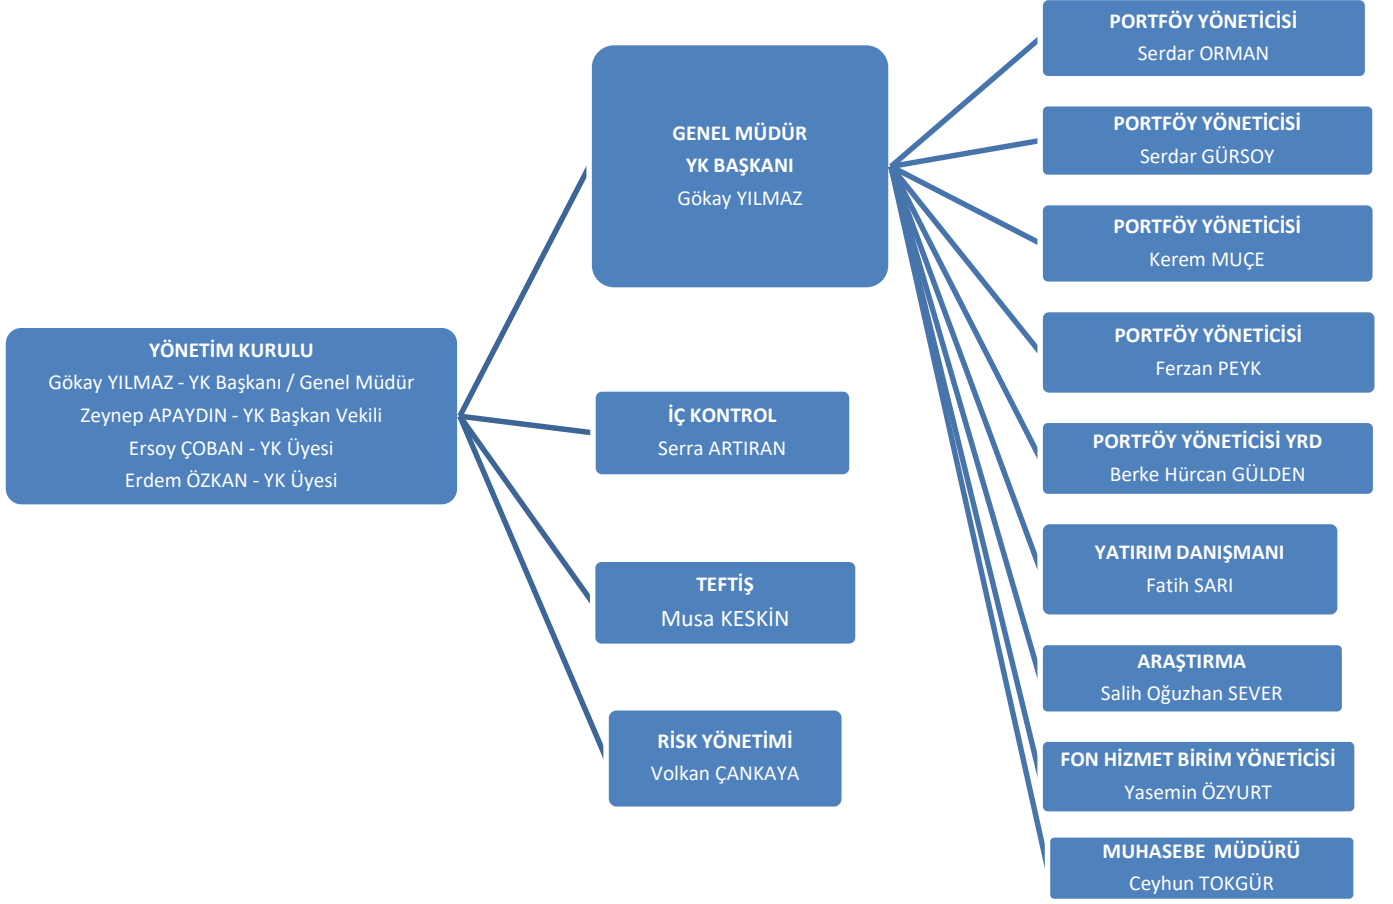 YÖNETİM KURULU
Gökay YILMAZ - YK Başkanı / Genel Müdür
Zeynep APAYDIN - YK Başkan Vekili
Ersoy ÇOBAN - YK Üyesi
Erdem ÖZKAN - YK Üyesi
GENEL MÜDÜR
YK BAŞKANI
Gökay YILMAZ
İÇ KONTROL
Serra ARTIRAN
TEFTİŞ
Musa KESKİN
RİSK YÖNETİMİ
Volkan ÇANKAYA
PORTFÖY YÖNETİCİSİ
Serdar ORMAN
PORTFÖY YÖNETİCİSİ
Serdar GÜRSOY
PORTFÖY YÖNETİCİSİ
Kerem MUÇE
PORTFÖY YÖNETİCİSİ
Ferzan PEYK
PORTFÖY YÖNETİCİSİ YRD
Berke Hürcan GÜLDEN
YATIRIM DANIŞMANI
Fatih SARI
ARAŞTIRMA
Salih Oğuzhan SEVER
FON HİZMET BİRİM YÖNETİCİSİ
Yasemin ÖZYURT
MUHASEBE  MÜDÜRÜ
Ceyhun TOKGÜR